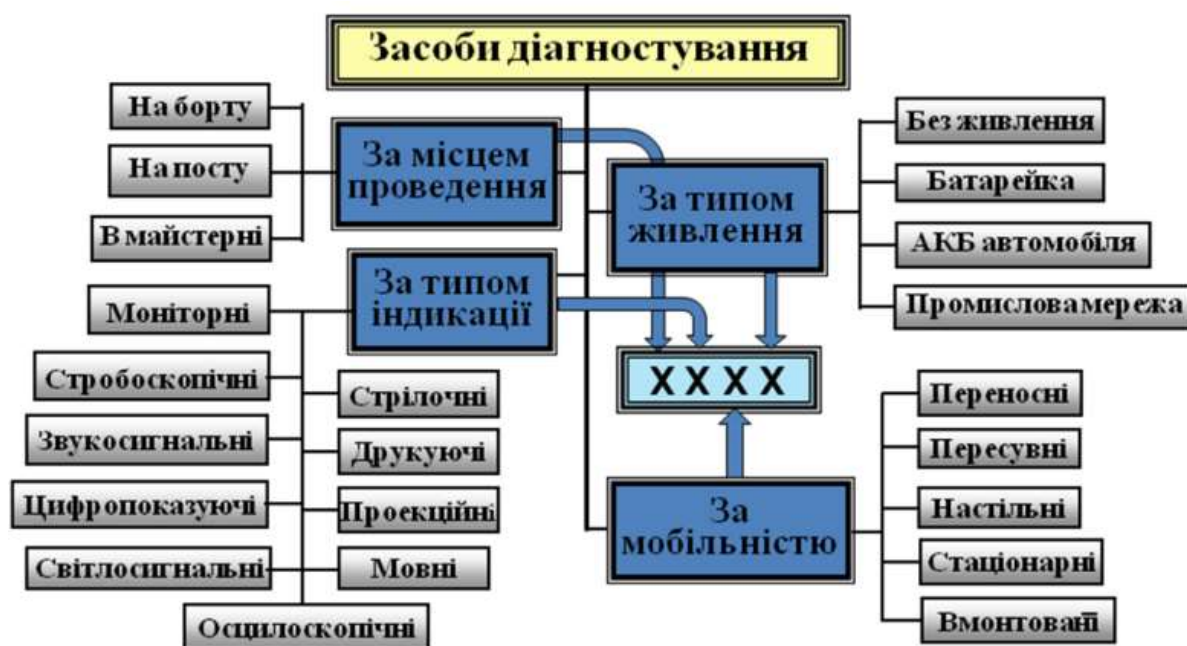 Засоби діагностування
На борту
На посту
В майстерні
За місцем
проведення
За типом
живлення
Без живлення
Батарейка
АКБ автомобіля
Промислова мережа
За типом
індикації
Моніторні
Стробоскопічні
Стрілочні
Звукосигнальні
Друкуючі
Цифропоказуючі
Проекційні
Світлосигнальні
Мовні
Осцилоскопічні
X X X X
За
мобільністю
Переносні
Пересувні
Настільні
Стаціонарні
Вмонтовані